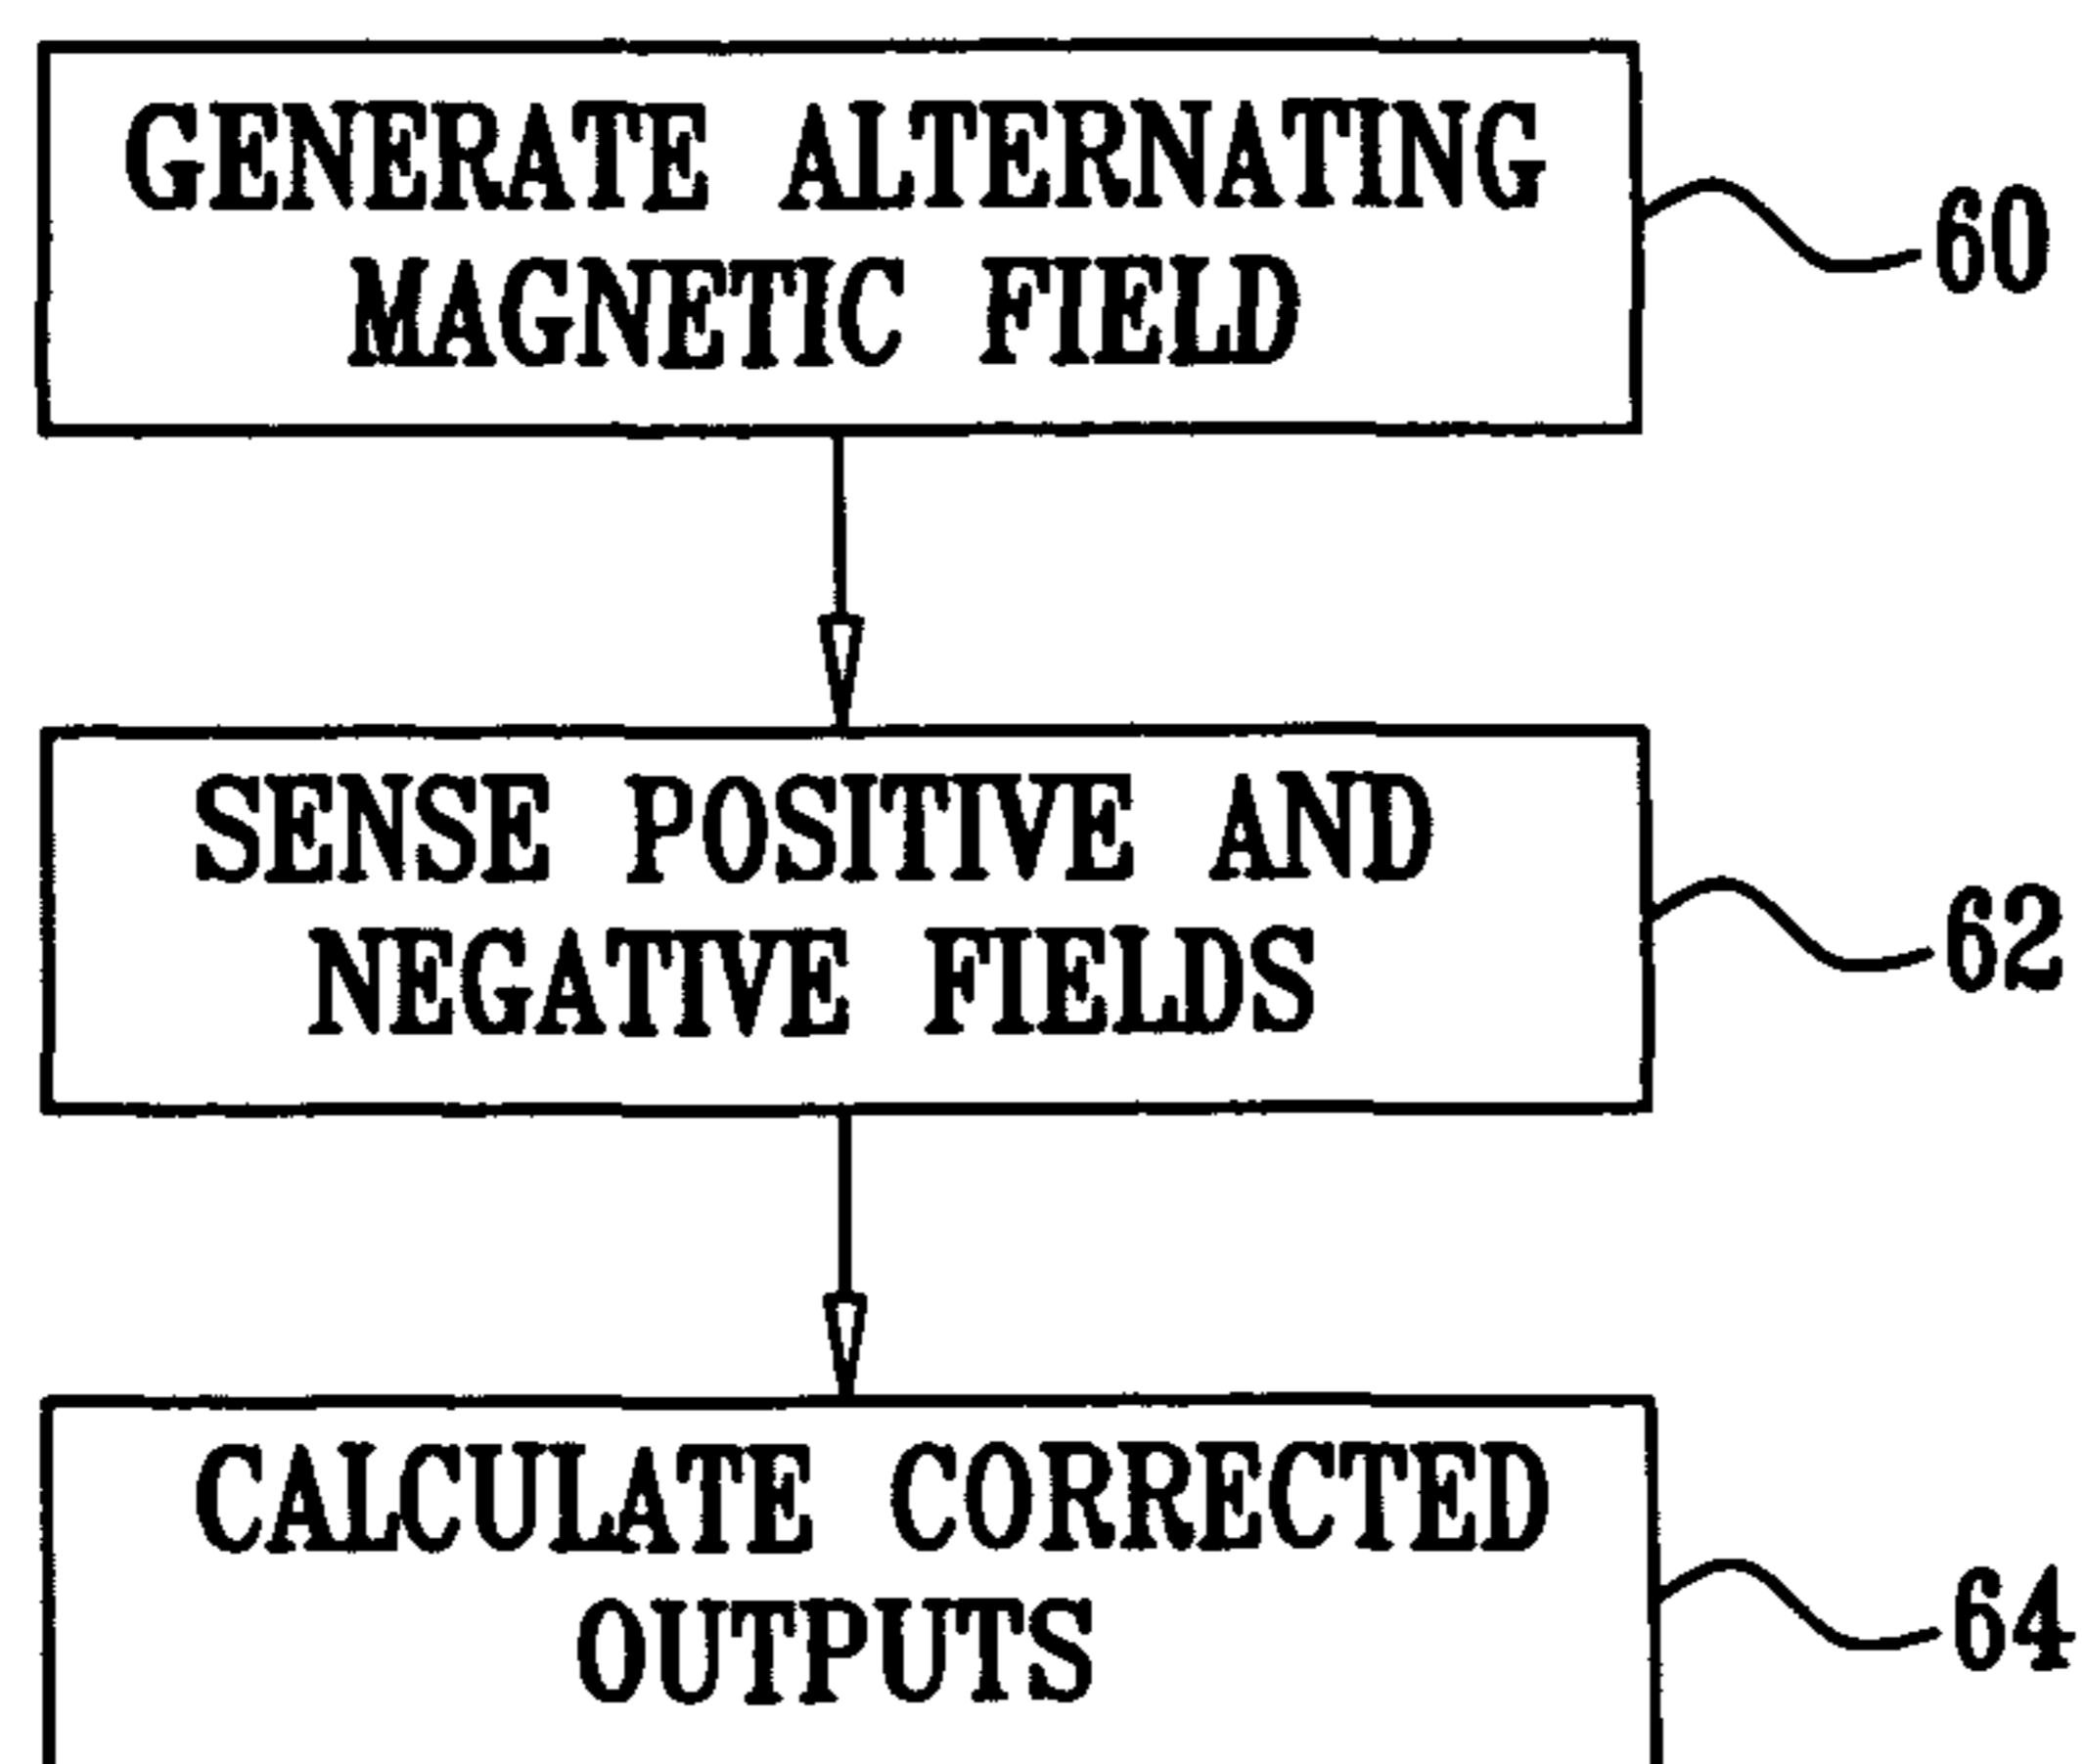 GENERATE ALTERNATING
MAGNETIC FIELD
60
SENSE POSITIVE AND
NEGATIVE FIELDS
62
CALCULATE CORRECTED
OUTPUTS
64